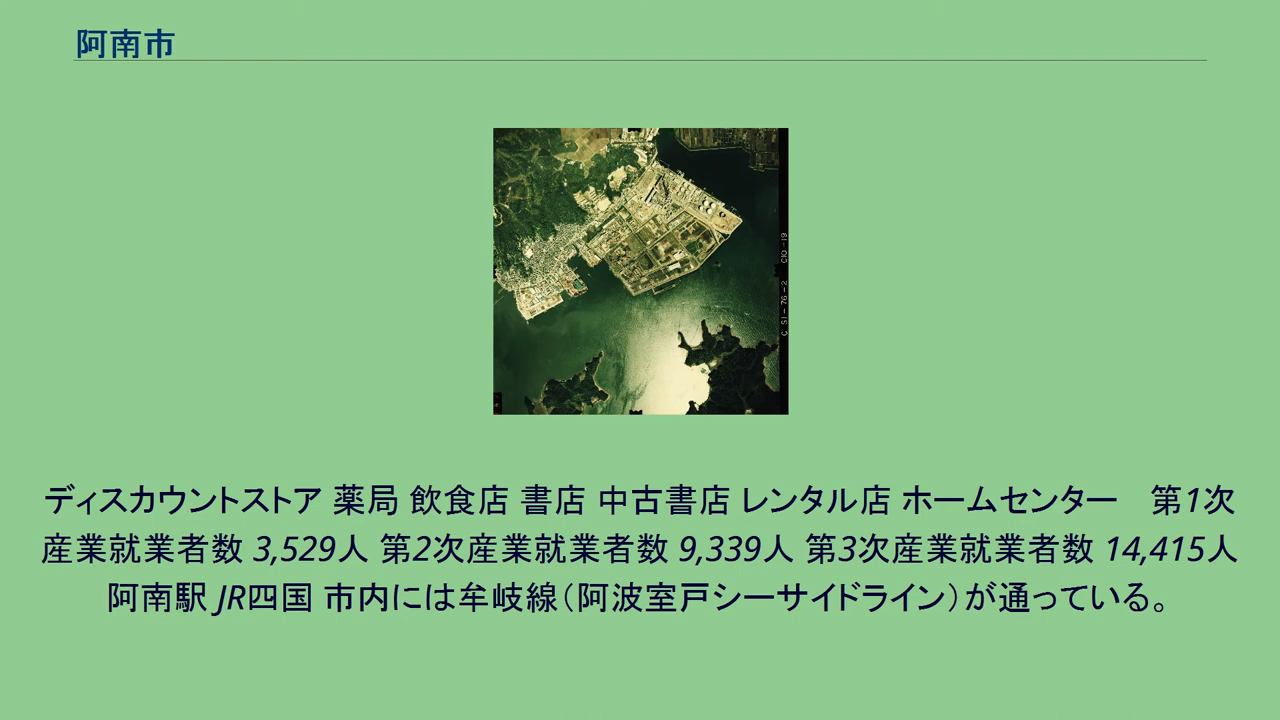 阿南市
C SI-76-2 C10-19
ディスカウントストア 薬局 飲食店 書店 中古書店 レンタル店 ホームセンター　第1次
産業就業者数 3,529人 第2次産業就業者数 9,339人 第3次産業就業者数 14,415人
阿南駅 JR四国 市内には牟岐線（阿波室戸シーサイドライン）が通っている。